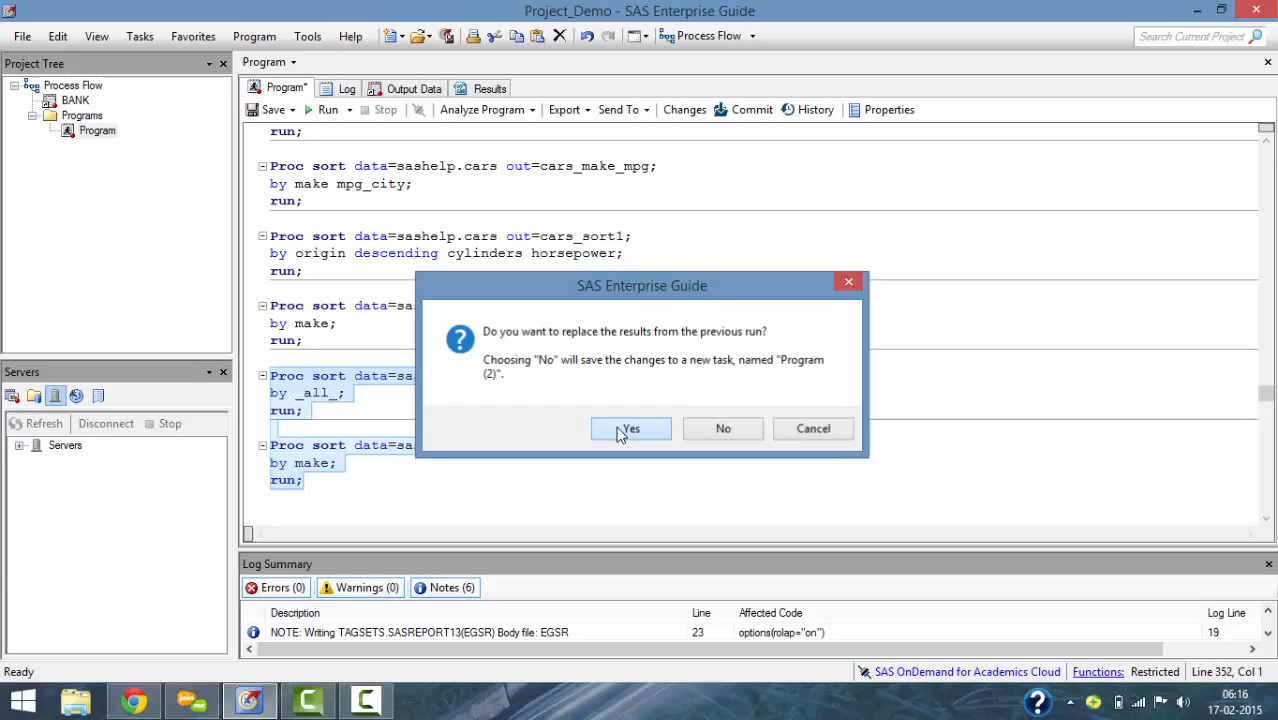 Project_Demo - SAS Enterprise Guide
File Edit View Tasks Favorites Program Tools Help Process Flow Search Current Project
Project Tree
Process Flow
BANK
Programs
Program
Program
Program* Log Output Data Results
Save Run Stop Analyze Program Export Send To Changes Commit History Properties
run;
Proc sort data=sashelp.cars out=cars_make_mpg;
by make mpg_city;
run;
Proc sort data=sashelp.cars out=cars_sort1;
by origin descending cylinders horsepower;
run;
Proc sort data=sa
by make;
run;
Proc sort data=sa
by _all_;
run;
Proc sort data=sa
by make;
run;
SAS Enterprise Guide
Do you want to replace the results from the previous run?
Choosing "No" will save the changes to a new task, named "Program
(2)".
Yes No Cancel
Servers
Refresh Disconnect Stop
Servers
Log Summary
Errors (0) Warnings (0) Notes (6)
Description Line Affected Code Log Line
NOTE: Writing TAGSETS.SASREPORT13(EGSR) Body file: EGSR 23 options(rolap="on") 19
Ready SAS OnDemand for Academics Cloud Functions: Restricted Line 352, Col 1
join.me
06:16
17-02-2015